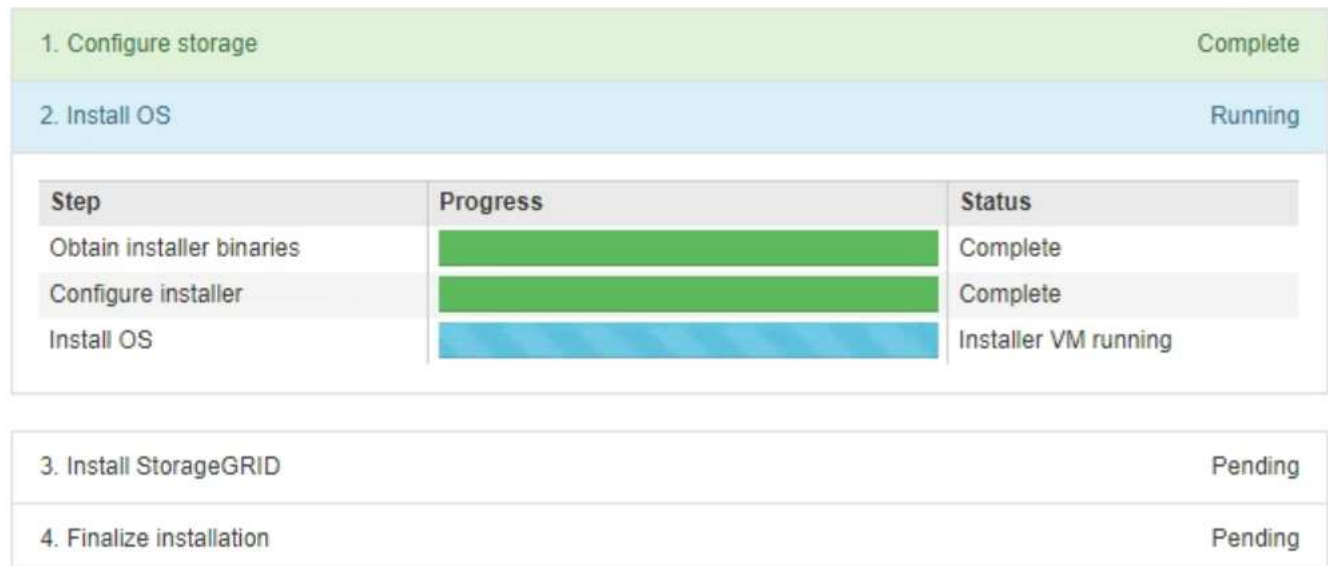 1. Configure storage Complete
2. Install OS Running
Step Progress Status
Obtain installer binaries Complete
Configure installer Complete
Install OS Installer VM running
3. Install StorageGRID Pending
4. Finalize installation Pending